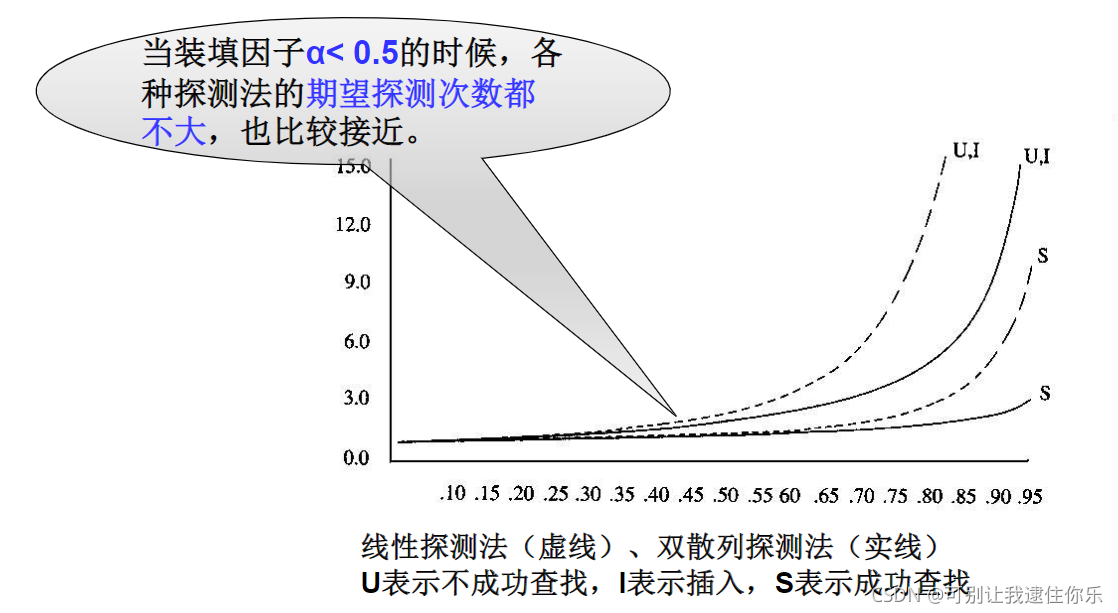 当装填因子α< 0.5的时候，各
种探测法的期望探测次数都
不大，也比较接近。
15.0
U,I
U,I
12.0
S
9.0
6.0
3.0
S
0.0
.10 .15 .20 .25 .30 .35 .40 .45 .50 .55 60 .65 .70 .75 .80 .85 .90 .95
线性探测法（虚线）、双散列探测法（实线）
U表示不成功查找，I表示插入，S表示成功查找
CSDN @可别让我逮住你乐